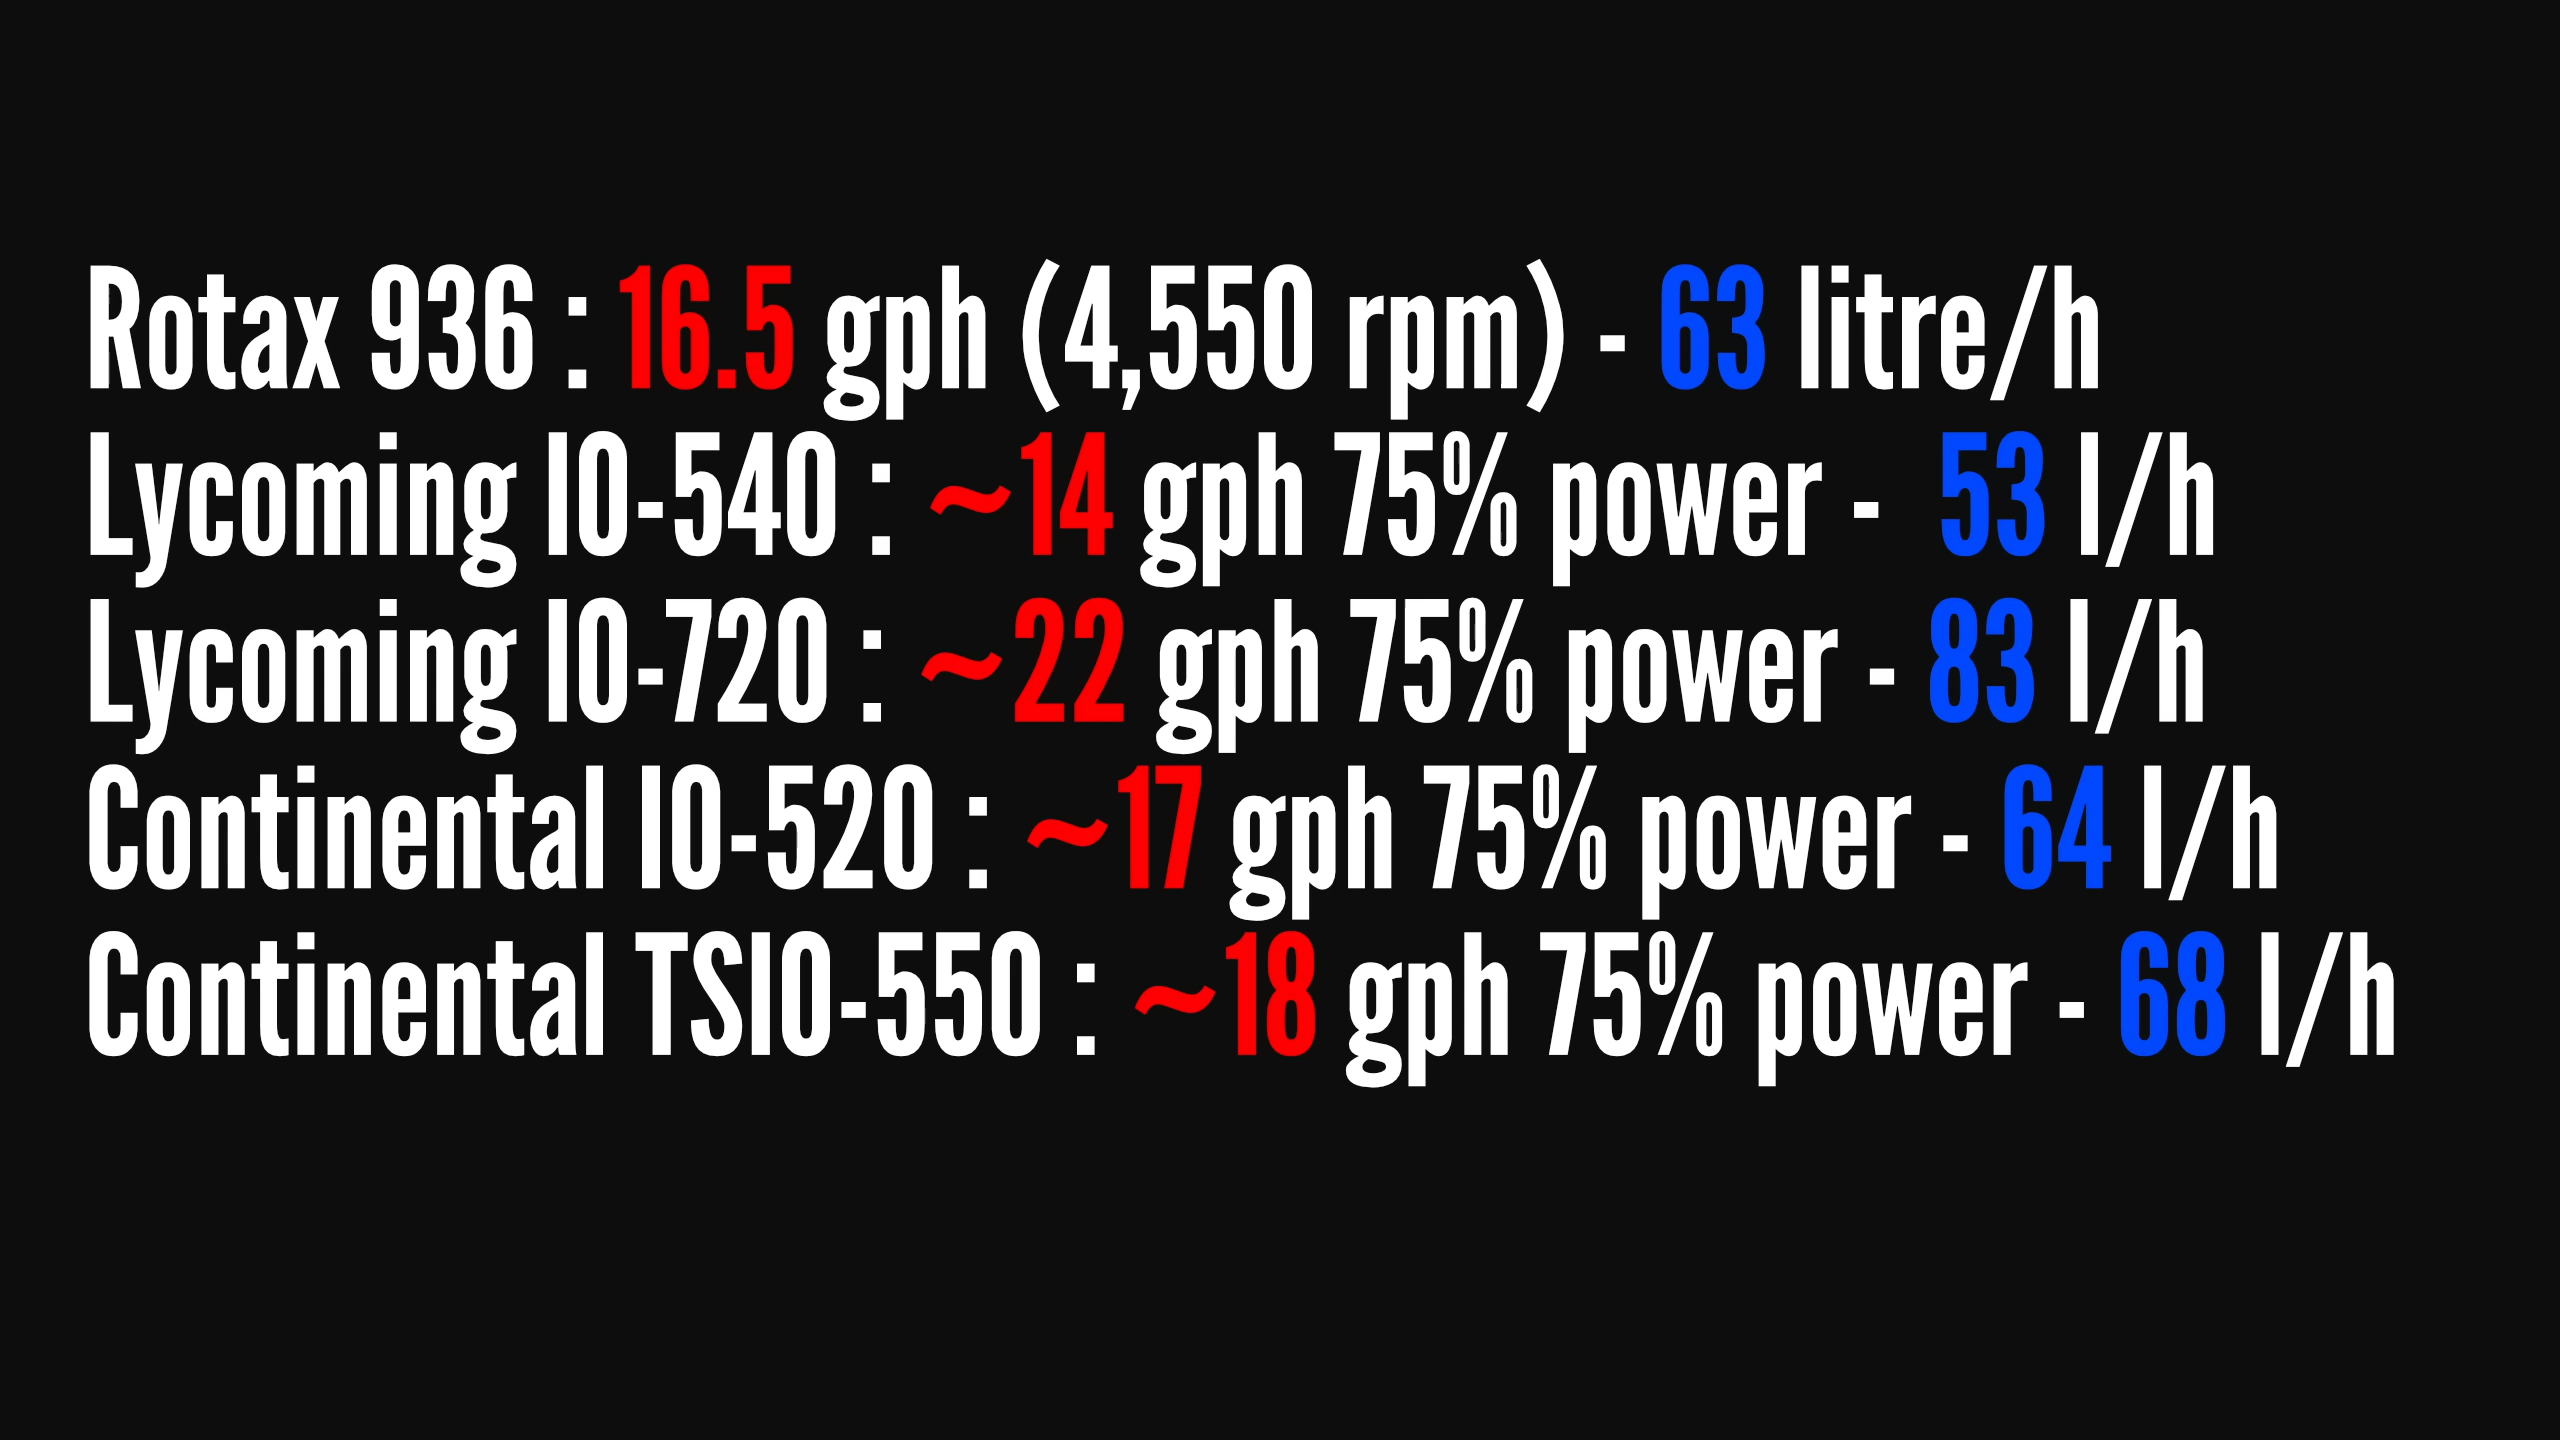 Rotax 936 : 16.5 gph (4,550 rpm) - 63 litre/h
Lycoming IO-540 : ~14 gph 75% power - 53 l/h
Lycoming IO-720 : ~22 gph 75% power - 83 l/h
Continental IO-520 : ~17 gph 75% power - 64 l/h
Continental TSIO-550 : ~18 gph 75% power - 68 l/h